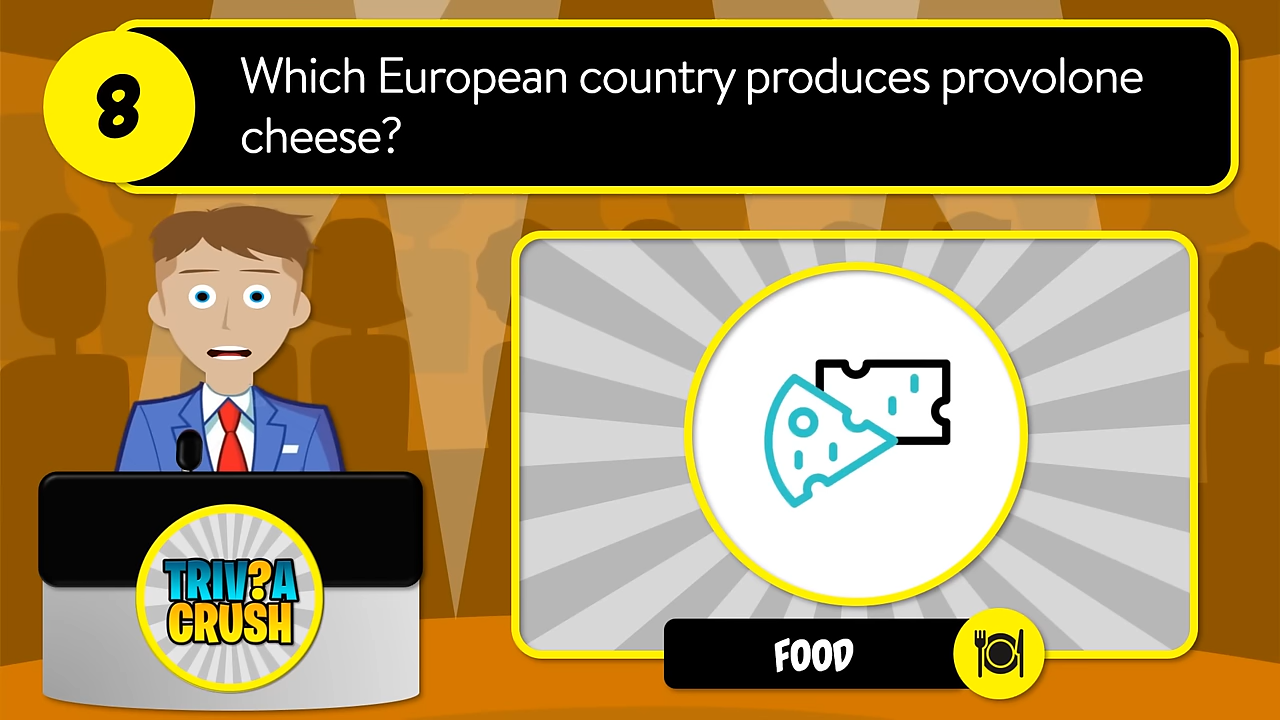 8
Which European country produces provolone
cheese?
TRIV?A
CRUSH
FOOD